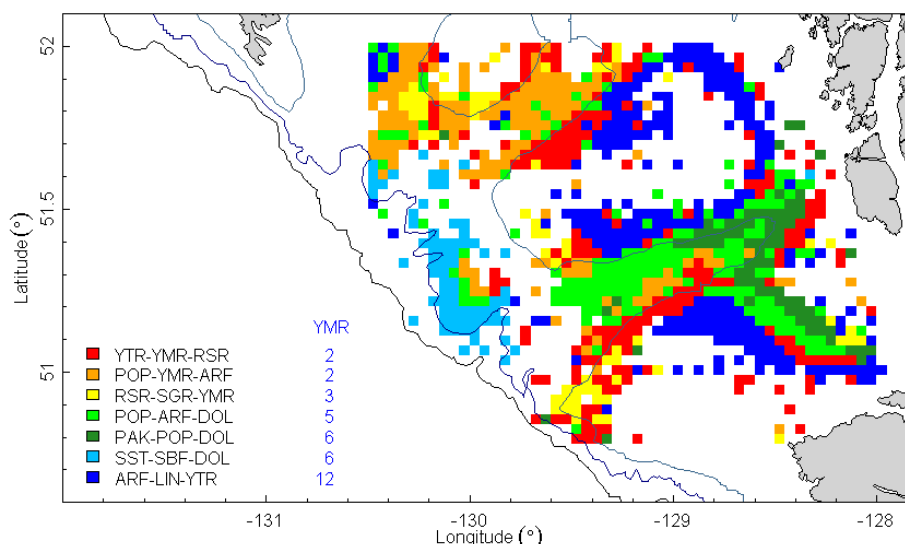 52
51.5
51
Latitude (°)
YMR
YTR-YMR-RSR 2
POP-YMR-ARF 2
RSR-SGR-YMR 3
POP-ARF-DOL 5
PAK-POP-DOL 6
SST-SBF-DOL 6
ARF-LIN-YTR 12
-131 -130 -129 -128
Longitude (°)